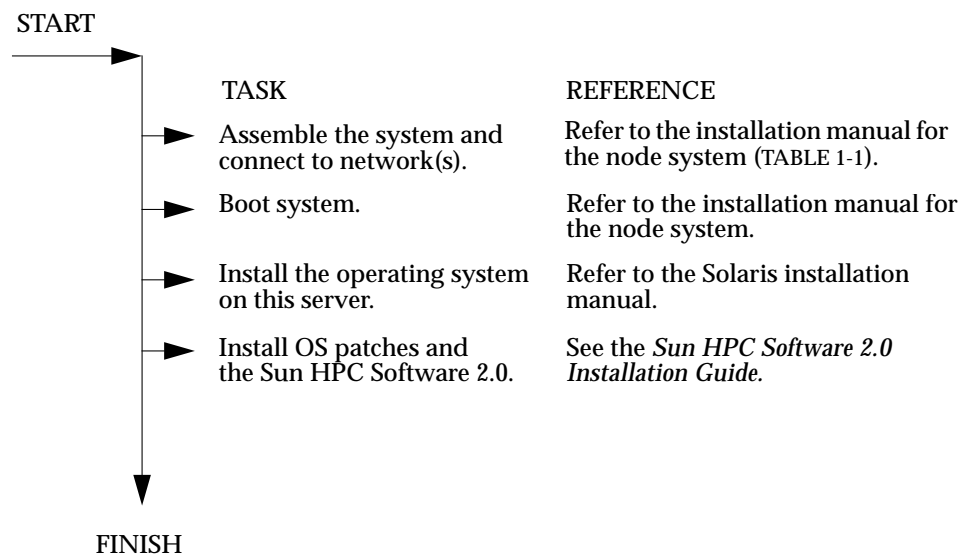 START
TASK REFERENCE
Assemble the system and
connect to network(s).
Refer to the installation manual for
the node system (TABLE 1-1).
Boot system.
Refer to the installation manual for
the node system.
Install the operating system
on this server.
Refer to the Solaris installation
manual.
Install OS patches and
the Sun HPC Software 2.0.
See the Sun HPC Software 2.0
Installation Guide.
FINISH